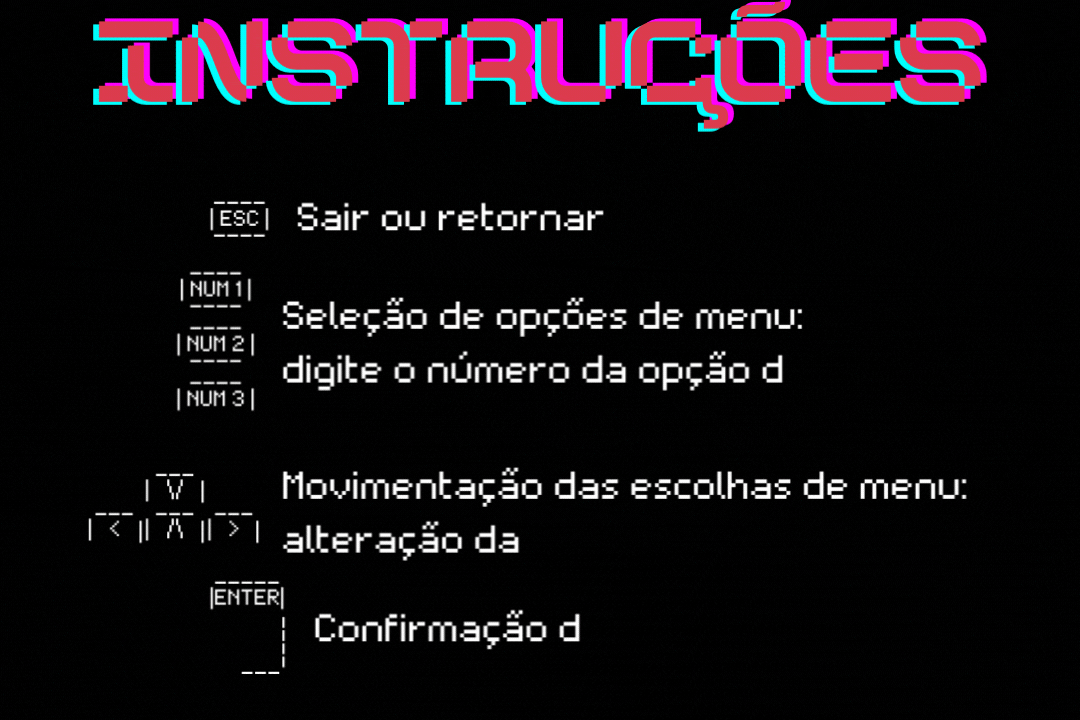 INSTRUÇÕES
|ESC| Sair ou retornar
|NUM 1|
Seleção de opções de menu:
|NUM 2|
digite o número da opção d
|NUM 3|
Movimentação das escolhas de menu:
| \/ |
| < || /\ || > |
alteração da
|ENTER|
Confirmação d